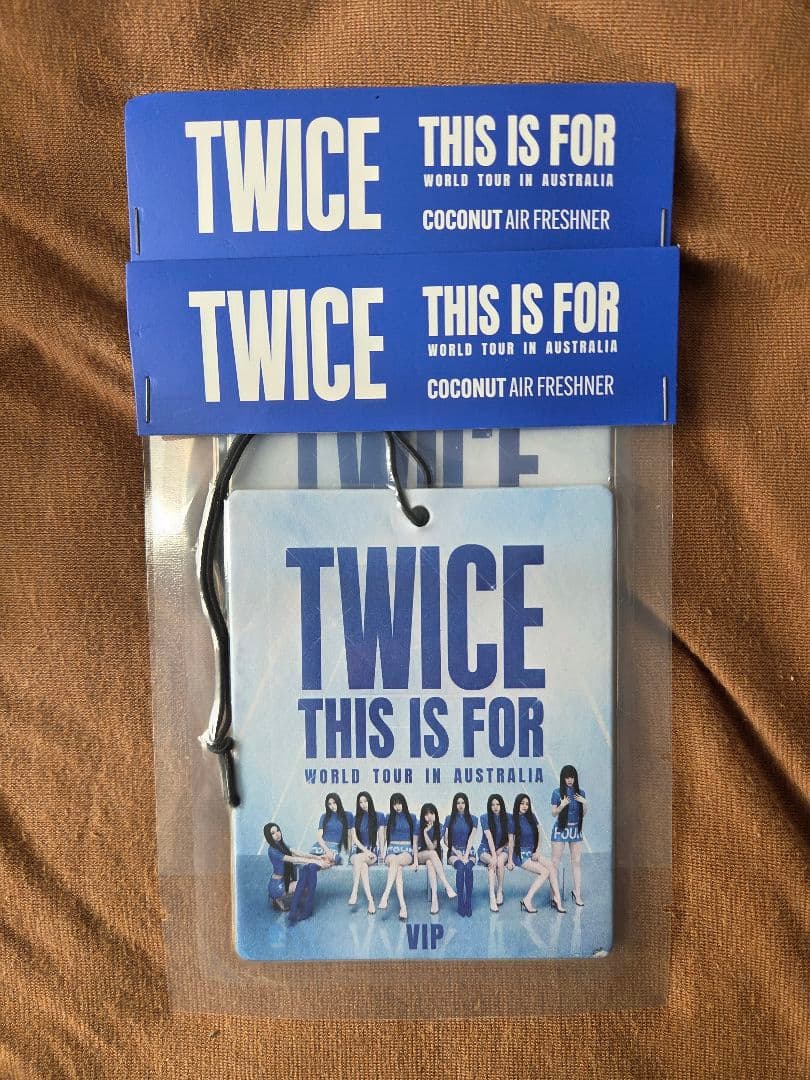 TWICE
THIS IS FOR
WORLD TOUR IN AUSTRALIA
COCONUT AIR FRESHNER
TWICE
THIS IS FOR
WORLD TOUR IN AUSTRALIA
COCONUT AIR FRESHNER
TWICE
TWICE
THIS IS FOR
WORLD TOUR IN AUSTRALIA
VIP